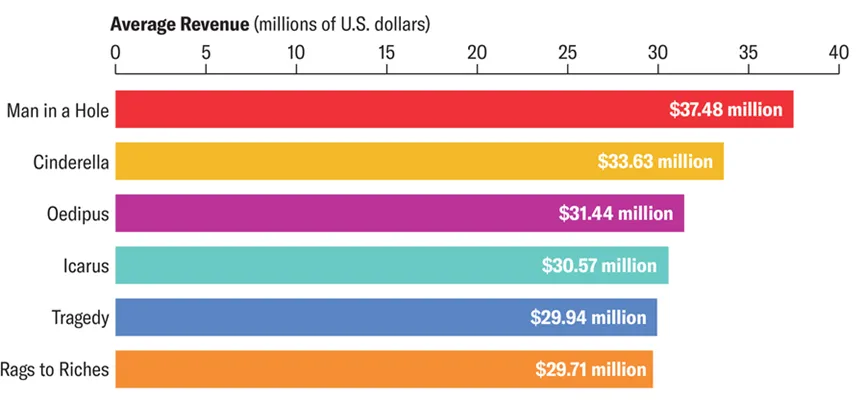 Average Revenue (millions of U.S. dollars)
0 5 10 15 20 25 30 35 40
Man in a Hole $37.48 million
Cinderella $33.63 million
Oedipus $31.44 million
Icarus $30.57 million
Tragedy $29.94 million
Rags to Riches $29.71 million